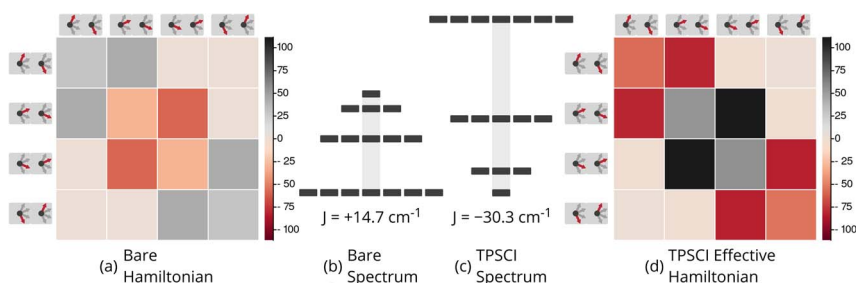 100
75
50
25
0
25
50
75
- 100
J = +14.7 cm-1
J = −30.3 cm-1
100
75
50
25
0
25
50
75
- 100
(a) Bare
Hamiltonian
(b) Bare
Spectrum
(c) TPSCI
Spectrum
(d) TPSCI Effective
Hamiltonian